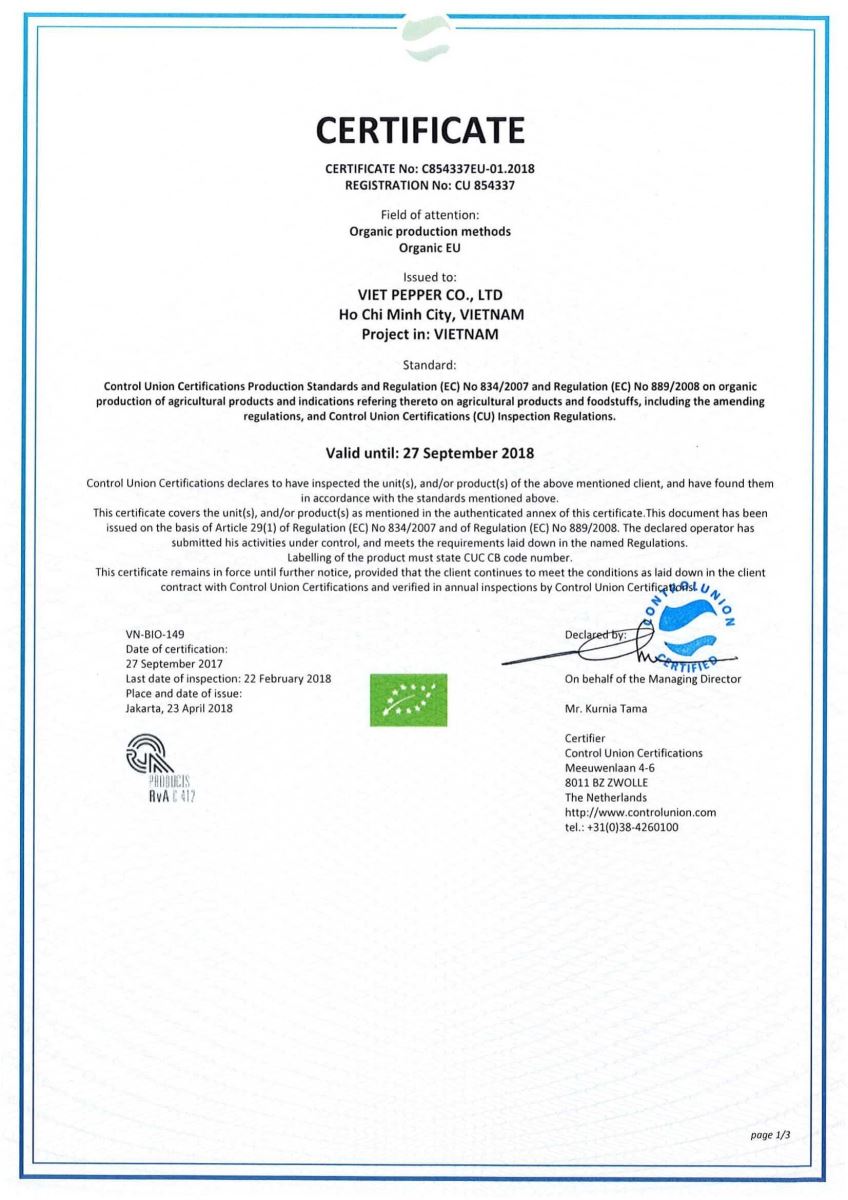 CERTIFICATE
CERTIFICATE No: C854337EU-01.2018
REGISTRATION No: CU 854337
Field of attention:
Organic production methods
Organic EU
Issued to:
VIET PEPPER CO., LTD
Ho Chi Minh City, VIETNAM
Project in: VIETNAM
Standard:
Control Union Certifications Production Standards and Regulation (EC) No 834/2007 and Regulation (EC) No 889/2008 on organic
production of agricultural products and indications refering thereto on agricultural products and foodstuffs, including the amending
regulations, and Control Union Certifications (CU) Inspection Regulations.
Valid until: 27 September 2018
Control Union Certifications declares to have inspected the unit(s), and/or product(s) of the above mentioned client, and have found them
in accordance with the standards mentioned above.
This certificate covers the unit(s), and/or product(s) as mentioned in the authenticated annex of this certificate.This document has been
issued on the basis of Article 29(1) of Regulation (EC) No 834/2007 and of Regulation (EC) No 889/2008. The declared operator has
submitted his activities under control, and meets the requirements laid down in the named Regulations.
Labelling of the product must state CUC CB code number.
This certificate remains in force until further notice, provided that the client continues to meet the conditions as laid down in the client
contract with Control Union Certifications and verified in annual inspections by Control Union Certifications.
CONTROL UNION
CERTIFIED
VN-BIO-149
Date of certification:
27 September 2017
Last date of inspection: 22 February 2018
Place and date of issue:
Jakarta, 23 April 2018
RVA
PRODUCTS
RvA C 412
Declared by:
On behalf of the Managing Director
Mr. Kurnia Tama
Certifier
Control Union Certifications
Meeuwenlaan 4-6
8011 BZ ZWOLLE
The Netherlands
http://www.controlunion.com
tel.: +31(0)38-4260100
page 1/3